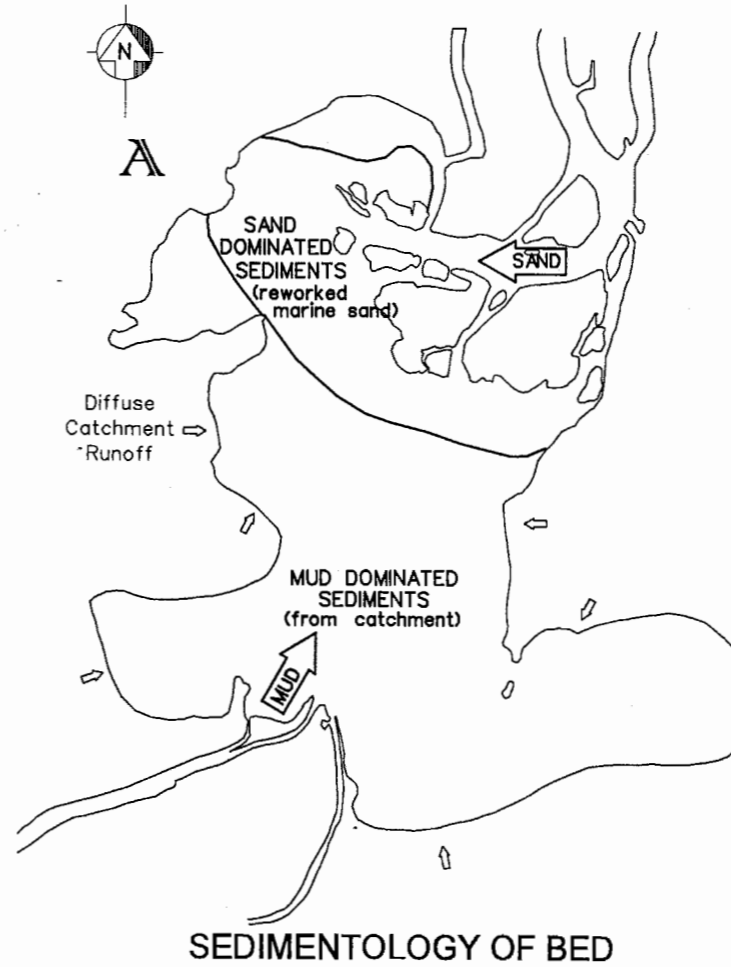 N
A
SAND
DOMINATED
SEDIMENTS
(reworked
marine sand)
SAND
Diffuse
Catchment
Runoff
MUD DOMINATED
SEDIMENTS
(from catchment)
MUD
SEDIMENTOLOGY OF BED